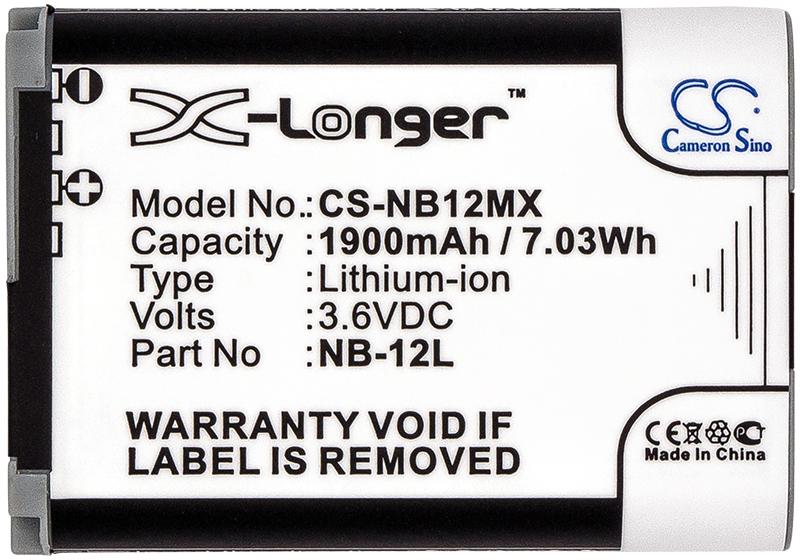 X-Longer™
Cameron Sino
Model No.:CS-NB12MX
Capacity :1900mAh / 7.03Wh
Type :Lithium-ion
Volts :3.6VDC
Part No :NB-12L
WARRANTY VOID IF
LABEL IS REMOVED
Made In China